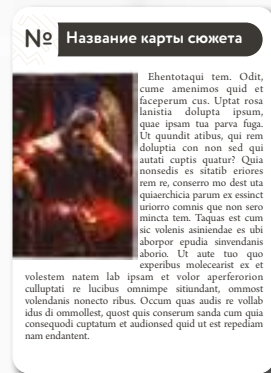 № Название карты сюжета
Ehentotaqui tem. Odit,
cume amenimos quid et
faceperum cus. Uptat rosa
lanistia dolupta ipsum,
quae ipsam tua parva fuga.
Ut quundit atibus, qui rem
doluptia con non sed qui
autati cuptis quatur? Quia
nonsedis es sitatib eriores
rem re, conserro mo dest uta
quiaerchicia parum ex essinct
uriorro comnis que non sero
mincta tem. Taquas est cum
sic volenis asiniendae es ubi
aborpor epudia sinvendanis
aborio. Ut aute tuo quo
experibus molecearist ex et
volestem natem lab ipsam et volor aperferorion
culluptati re lucibus omnimpe sitiundant, ommost
volendanis nonecto ribus. Occum quas audis re vollab
idus di ommollest, quost quis conserum sanda cum quia
consequodi cuptatum et audionsed quid ut est repediam
nam endantent.